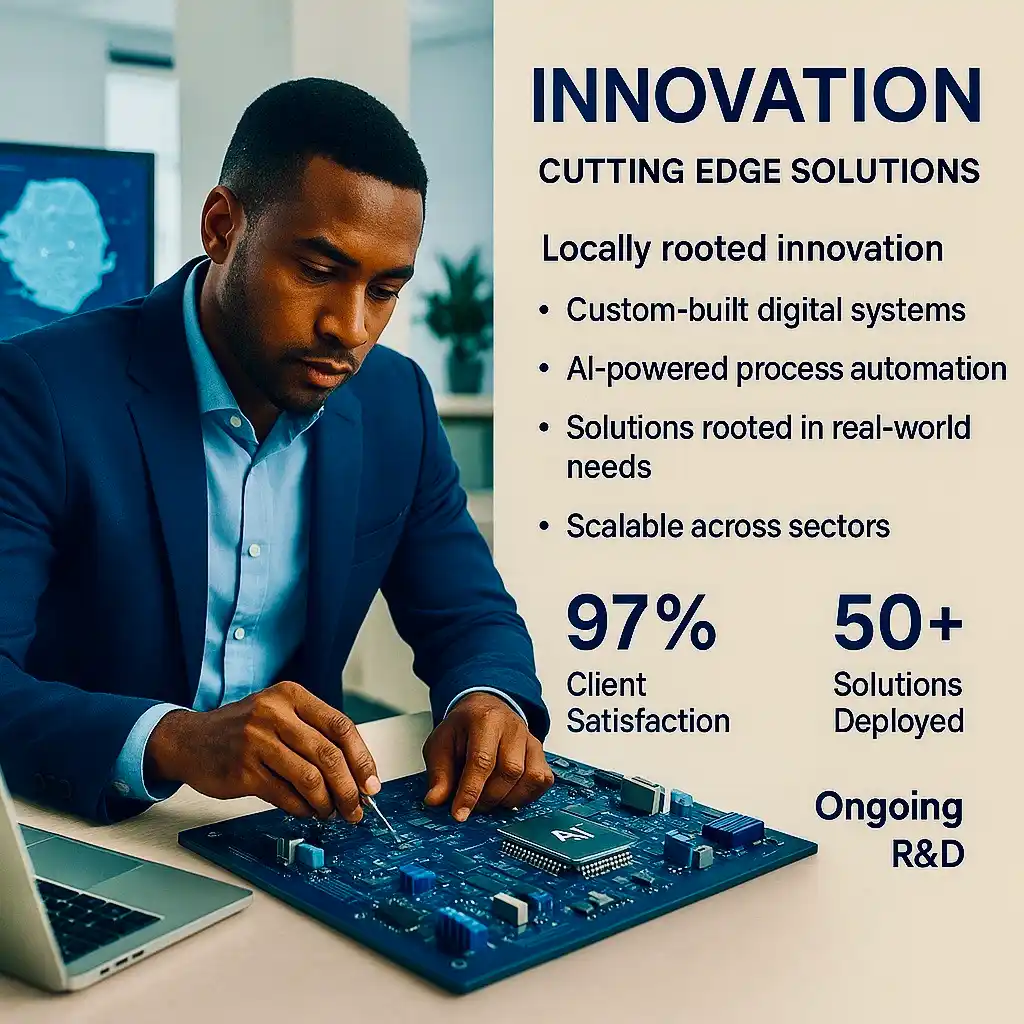 INNOVATION
CUTTING EDGE SOLUTIONS
Locally rooted innovation
• Custom-built digital systems
• AI-powered process automation
• Solutions rooted in real-world
needs
• Scalable across sectors
97%
Client
Satisfaction
50+
Solutions
Deployed
Ongoing
R&D
AI